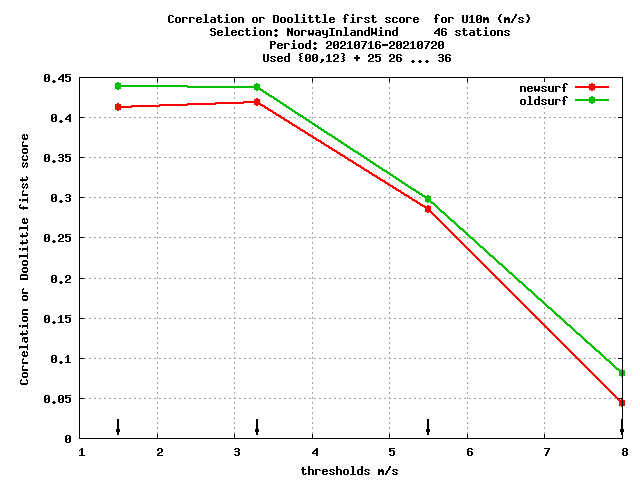 Correlation or Doolittle first score  for U10m (m/s)
Selection: NorwayInlandWind     46 stations
Period: 20210716-20210720
Used {00,12} + 25 26 ... 36
newsurf
oldsurf
Correlation or Doolittle first score
0.45
0.4
0.35
0.3
0.25
0.2
0.15
0.1
0.05
0
1 2 3 4 5 6 7 8
thresholds m/s